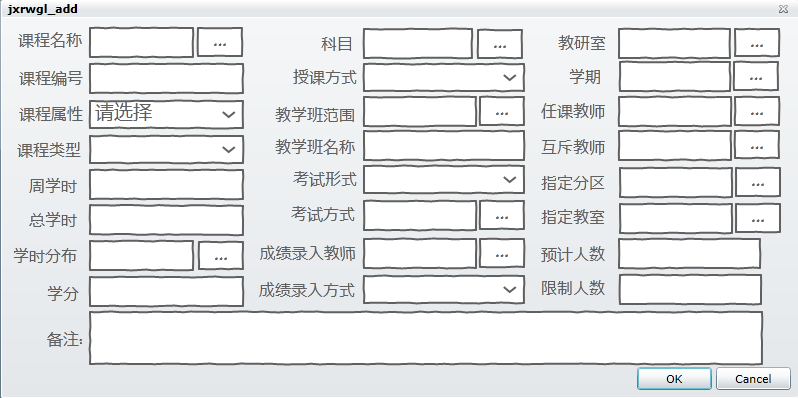 jxrwgl_add
课程名称 ... 科目 ... 教研室 ...
课程编号 授课方式 学期 ...
课程属性 请选择 教学班范围 ... 任课教师 ...
课程类型 教学班名称 互斥教师 ...
周学时 考试形式 指定分区 ...
总学时 考试方式 ... 指定教室 ...
学时分布 ... 成绩录入教师 ... 预计人数
学分 成绩录入方式 限制人数
备注:
OK Cancel